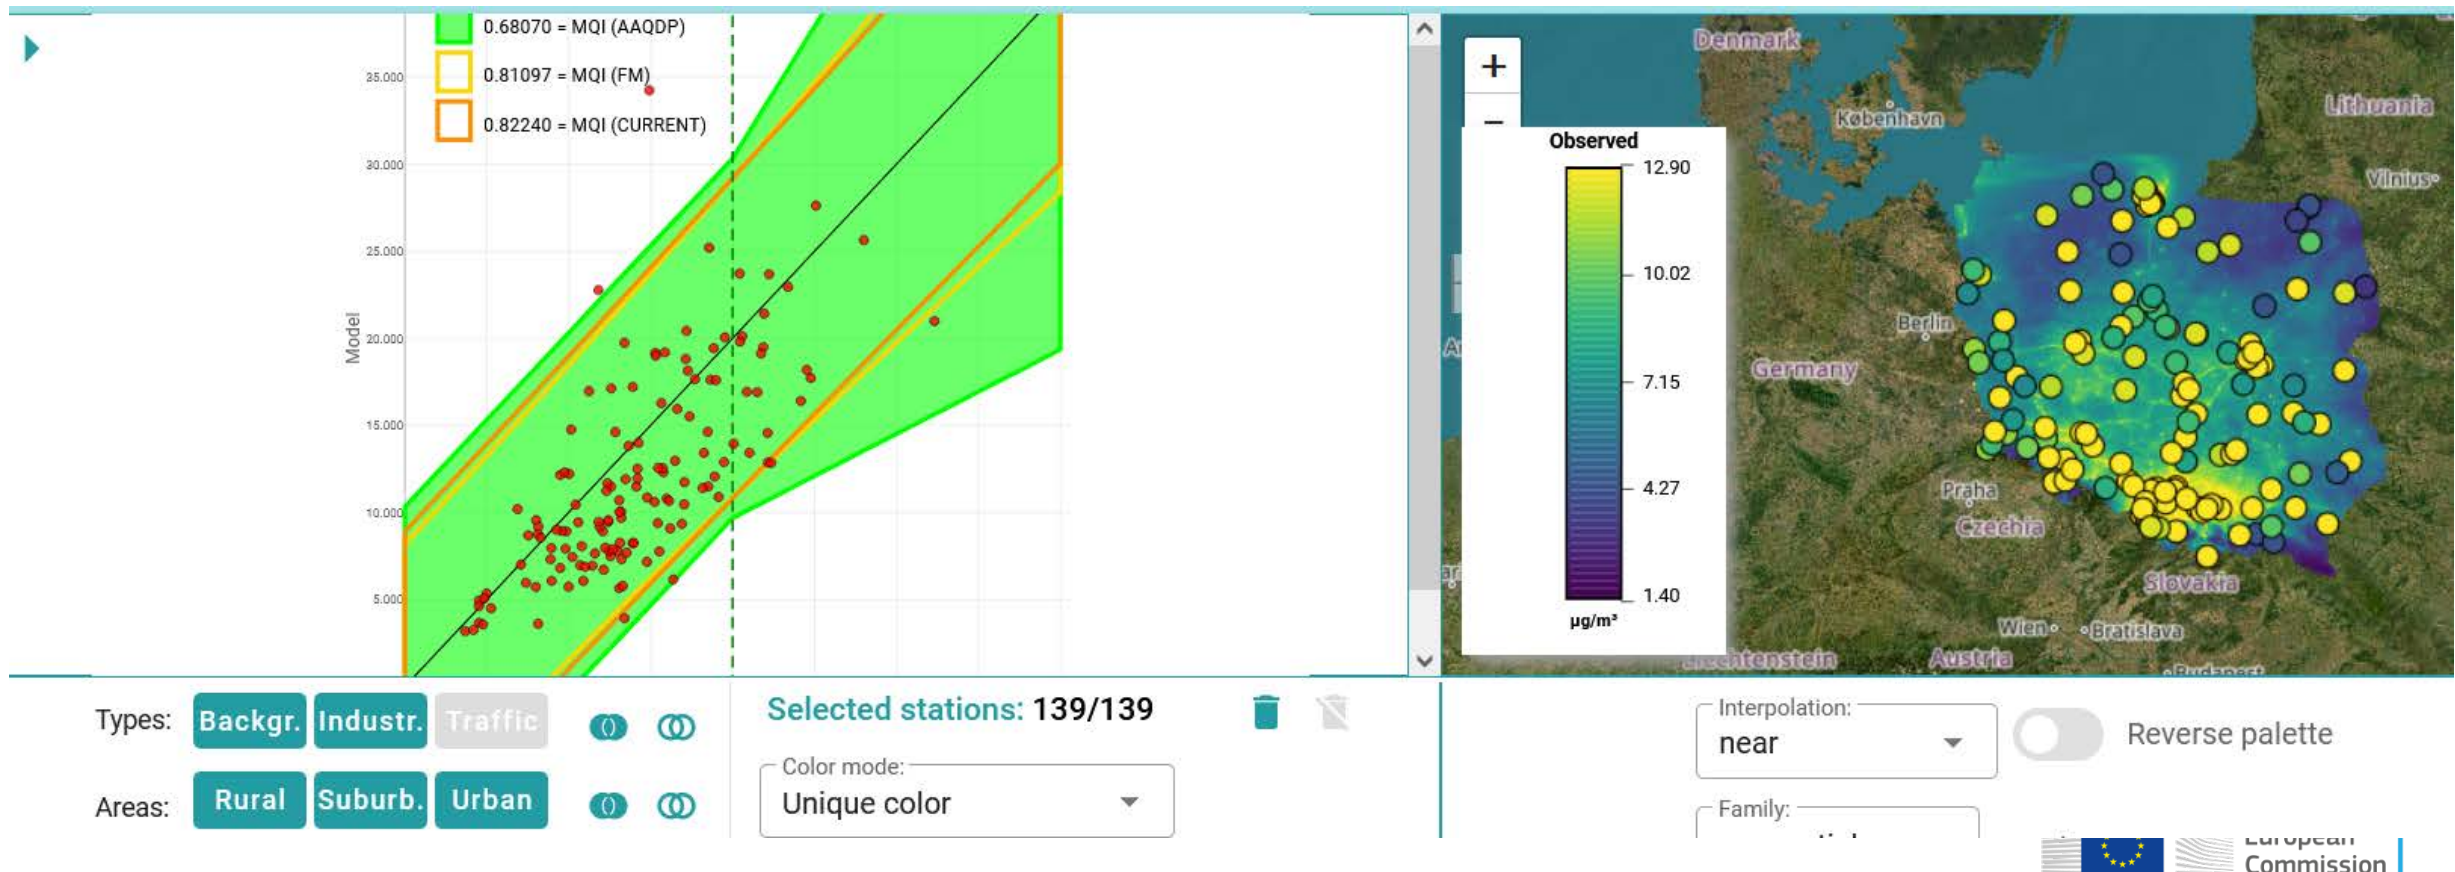 0.68070 = MQI (AAQDP)
0.81097 = MQI (FM)
0.82240 = MQI (CURRENT)
35.000
30.000
25.000
20.000
15.000
10.000
5.000
Model
+
−
Observed
12.90
10.02
7.15
4.27
1.40
µg/m³
Denmark
København
Lithuania
Vilnius
Berlin
Germany
Praha
Czechia
Slovakia
Wien
Bratislava
Austria
Budapest
Types:
Backgr.
Industr.
Traffic
Areas:
Rural
Suburb.
Urban
Selected stations: 139/139
Color mode:
Unique color
Interpolation:
near
Reverse palette
Family:
European
Commission